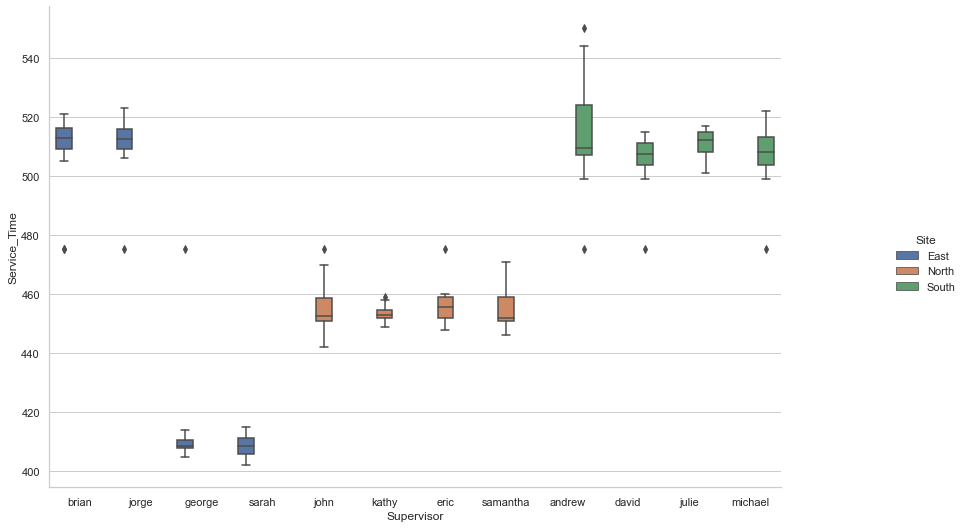 540
520
500
480
460
440
420
400
Service_Time
brian jorge george sarah john kathy eric samantha andrew david julie michael
Supervisor
Site
East
North
South